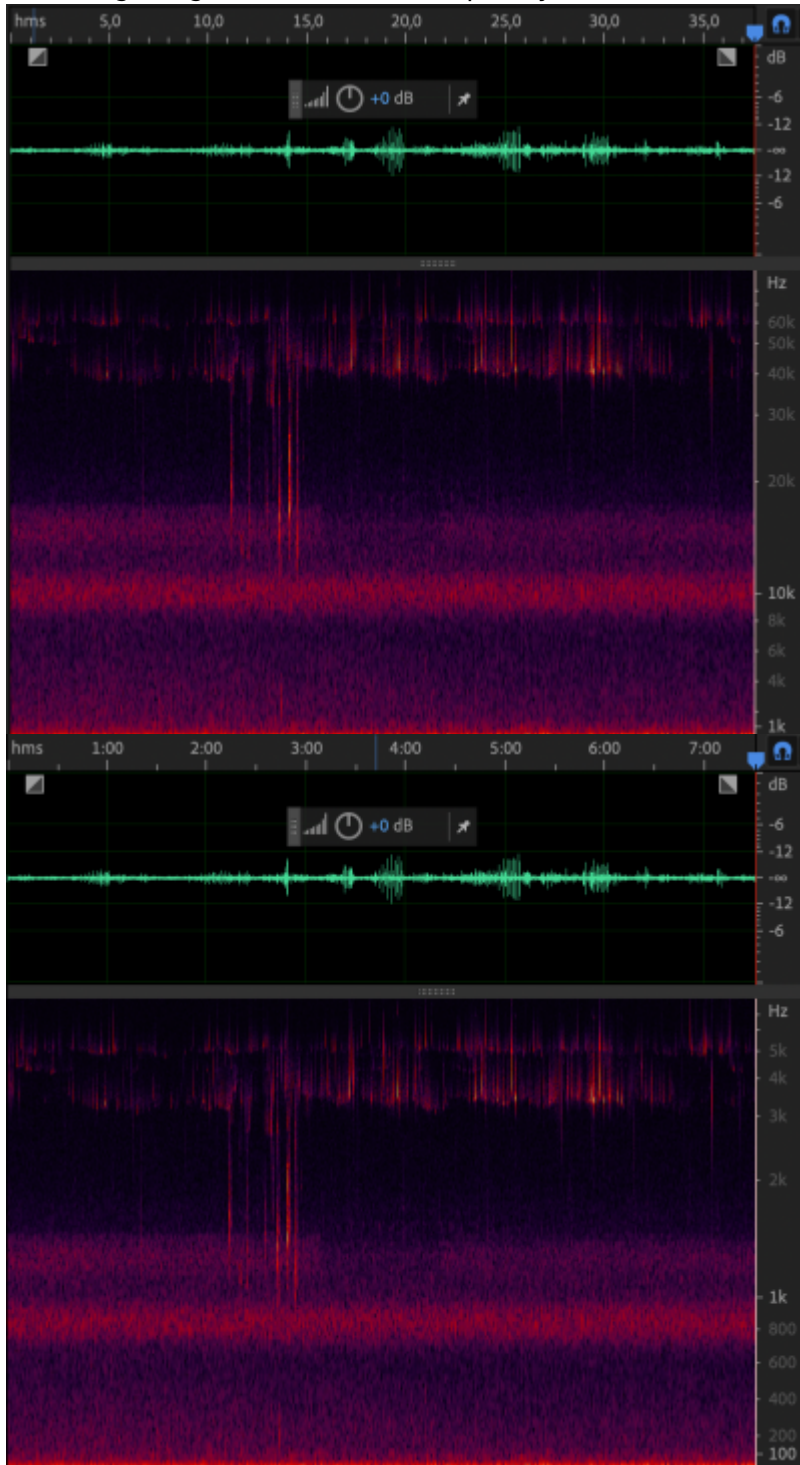 hms 5,0 10,0 15,0 20,0 25,0 30,0 35,0
dB
+0 dB
-6
-12
-∞
-12
-6
Hz
60k
50k
40k
30k
20k
10k
8k
6k
4k
1k
hms 1:00 2:00 3:00 4:00 5:00 6:00 7:00
dB
+0 dB
-6
-12
-∞
-12
-6
Hz
5k
4k
3k
2k
1k
800
600
400
200
100